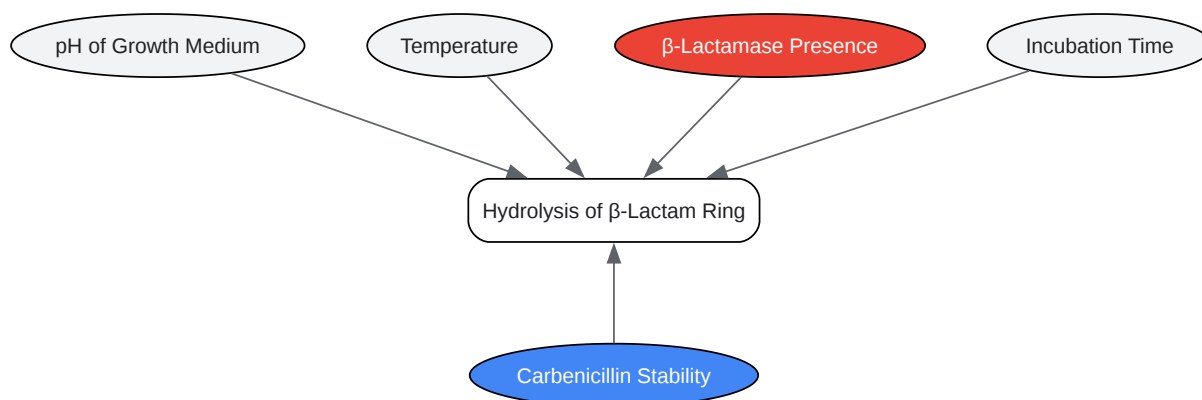 pH of Growth Medium
Temperature
β-Lactamase Presence
Incubation Time
Hydrolysis of β-Lactam Ring
Carbenicillin Stability